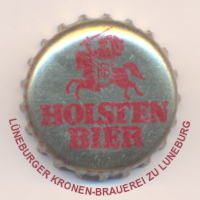 HOLSTEN
BIER
LÜNEBURGER KRONEN-BRAUEREI ZU LÜNEBURG